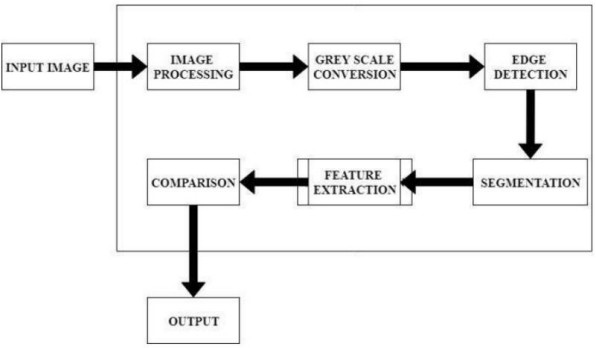 INPUT IMAGE
IMAGE
PROCESSING
GREY SCALE
CONVERSION
EDGE
DETECTION
SEGMENTATION
FEATURE
EXTRACTION
COMPARISON
OUTPUT